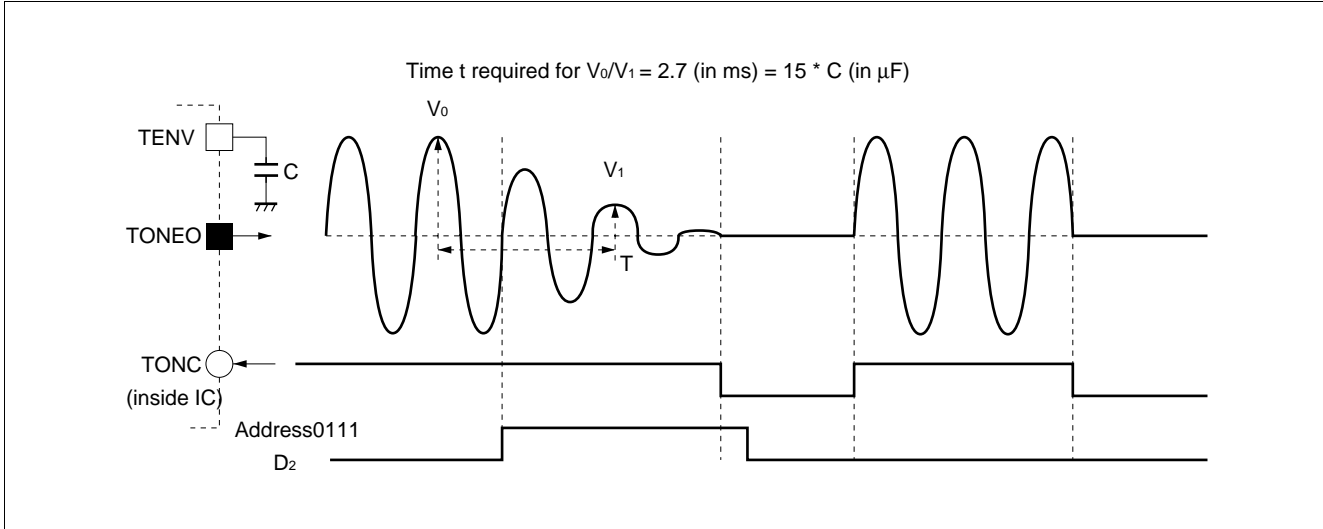 Time t required for V0/V1 = 2.7 (in ms) = 15 * C (in μF)
V0
TENV
C
V1
TONEO
T
TONC
(inside IC)
Address0111
D2